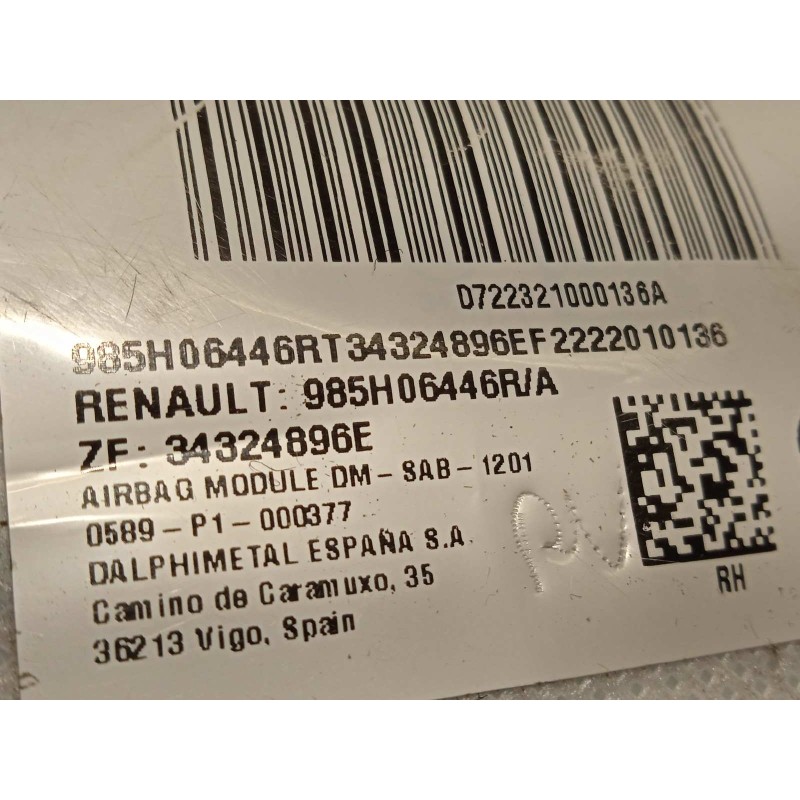 D722321000136A
985H06446RT34324896EF2222010136
RENAULT: 985H06446R/A
ZF: 34324896E
AIRBAG MODULE DM-SAB-1201
0589-P1-000377
DALPHIMETAL ESPAÑA S.A.
Camino de Caramuxo, 35
36213 Vigo, Spain
RH